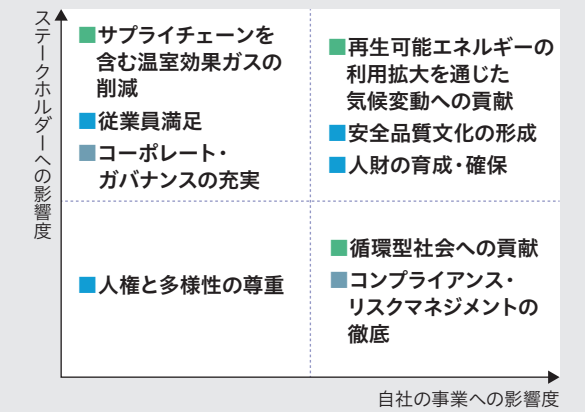 ステークホルダーへの影響度
■サプライチェーンを
含む温室効果ガスの
削減
■従業員満足
■コーポレート・
ガバナンスの充実
■再生可能エネルギーの
利用拡大を通じた
気候変動への貢献
■安全品質文化の形成
■人財の育成・確保
■人権と多様性の尊重
■循環型社会への貢献
■コンプライアンス・
リスクマネジメントの
徹底
自社の事業への影響度